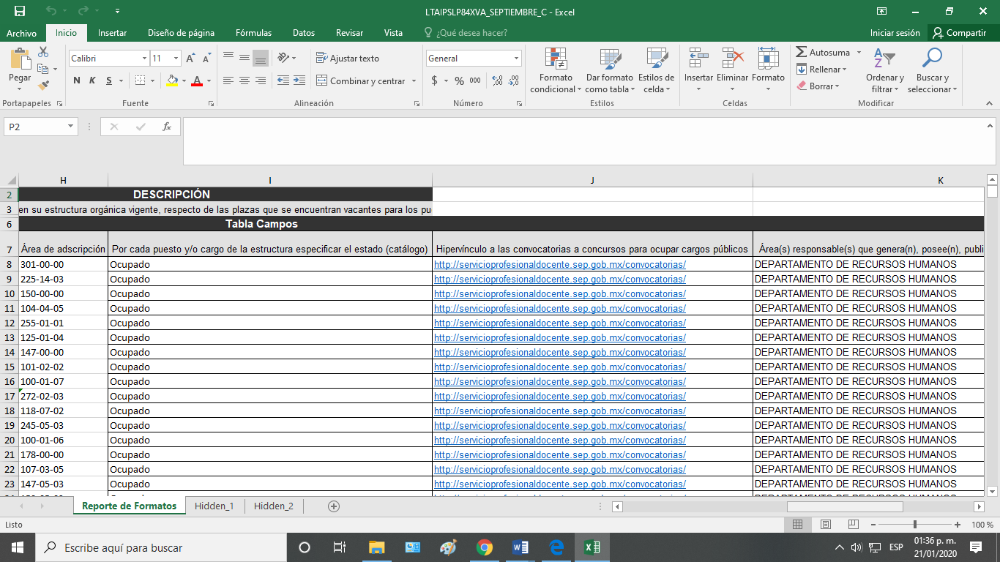 LTAIPSLP84XVA_SEPTIEMBRE_C - Excel
Archivo Inicio Insertar Diseño de página Fórmulas Datos Revisar Vista ¿Qué desea hacer? Iniciar sesión Compartir
Calibri 11 Ajustar texto General Autosuma
Pegar Formato condicional Dar formato como tabla Estilos de celda Insertar Eliminar Formato Rellenar Ordenar y filtrar Buscar y seleccionar
N K S Combinar y centrar $ % 000 Borrar
Portapapeles Fuente Alineación Número Estilos Celdas Modificar
P2 fx
H I J K
2 DESCRIPCIÓN
3 en su estructura orgánica vigente, respecto de las plazas que se encuentran vacantes para los pu
6 Tabla Campos
7 Área de adscripción Por cada puesto y/o cargo de la estructura especificar el estado (catálogo) Hipervínculo a las convocatorias a concursos para ocupar cargos públicos Área(s) responsable(s) que genera(n), posee(n), publi
8 301-00-00 Ocupado http://servicioprofesionaldocente.sep.gob.mx/convocatorias/ DEPARTAMENTO DE RECURSOS HUMANOS
9 225-14-03 Ocupado http://servicioprofesionaldocente.sep.gob.mx/convocatorias/ DEPARTAMENTO DE RECURSOS HUMANOS
10 150-00-00 Ocupado http://servicioprofesionaldocente.sep.gob.mx/convocatorias/ DEPARTAMENTO DE RECURSOS HUMANOS
11 104-04-05 Ocupado http://servicioprofesionaldocente.sep.gob.mx/convocatorias/ DEPARTAMENTO DE RECURSOS HUMANOS
12 255-01-01 Ocupado http://servicioprofesionaldocente.sep.gob.mx/convocatorias/ DEPARTAMENTO DE RECURSOS HUMANOS
13 125-01-04 Ocupado http://servicioprofesionaldocente.sep.gob.mx/convocatorias/ DEPARTAMENTO DE RECURSOS HUMANOS
14 147-00-00 Ocupado http://servicioprofesionaldocente.sep.gob.mx/convocatorias/ DEPARTAMENTO DE RECURSOS HUMANOS
15 101-02-02 Ocupado http://servicioprofesionaldocente.sep.gob.mx/convocatorias/ DEPARTAMENTO DE RECURSOS HUMANOS
16 100-01-07 Ocupado http://servicioprofesionaldocente.sep.gob.mx/convocatorias/ DEPARTAMENTO DE RECURSOS HUMANOS
17 272-02-03 Ocupado http://servicioprofesionaldocente.sep.gob.mx/convocatorias/ DEPARTAMENTO DE RECURSOS HUMANOS
18 118-07-02 Ocupado http://servicioprofesionaldocente.sep.gob.mx/convocatorias/ DEPARTAMENTO DE RECURSOS HUMANOS
19 245-05-03 Ocupado http://servicioprofesionaldocente.sep.gob.mx/convocatorias/ DEPARTAMENTO DE RECURSOS HUMANOS
20 100-01-06 Ocupado http://servicioprofesionaldocente.sep.gob.mx/convocatorias/ DEPARTAMENTO DE RECURSOS HUMANOS
21 178-00-00 Ocupado http://servicioprofesionaldocente.sep.gob.mx/convocatorias/ DEPARTAMENTO DE RECURSOS HUMANOS
22 107-03-05 Ocupado http://servicioprofesionaldocente.sep.gob.mx/convocatorias/ DEPARTAMENTO DE RECURSOS HUMANOS
23 147-05-03 Ocupado http://servicioprofesionaldocente.sep.gob.mx/convocatorias/ DEPARTAMENTO DE RECURSOS HUMANOS
Reporte de Formatos Hidden_1 Hidden_2
Listo 100 %
Escribe aquí para buscar ESP 01:36 p. m.
21/01/2020